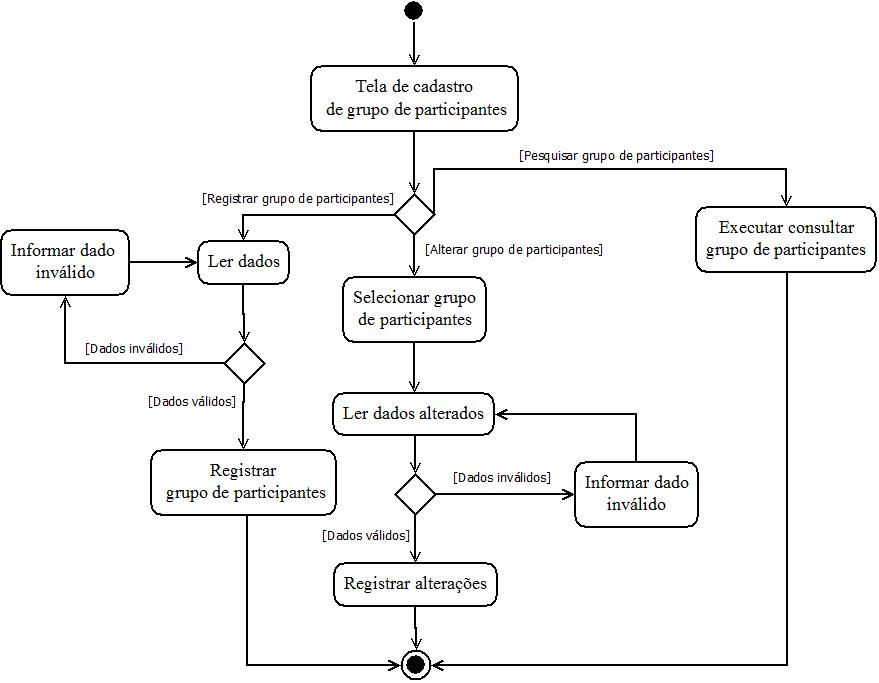 Tela de cadastro
de grupo de participantes
[Pesquisar grupo de participantes]
[Registrar grupo de participantes]
Executar consultar
grupo de participantes
Informar dado
inválido
Ler dados
[Alterar grupo de participantes]
Selecionar grupo
de participantes
[Dados inválidos]
[Dados válidos]
Ler dados alterados
Registrar
grupo de participantes
[Dados inválidos]
Informar dado
inválido
[Dados válidos]
Registrar alterações